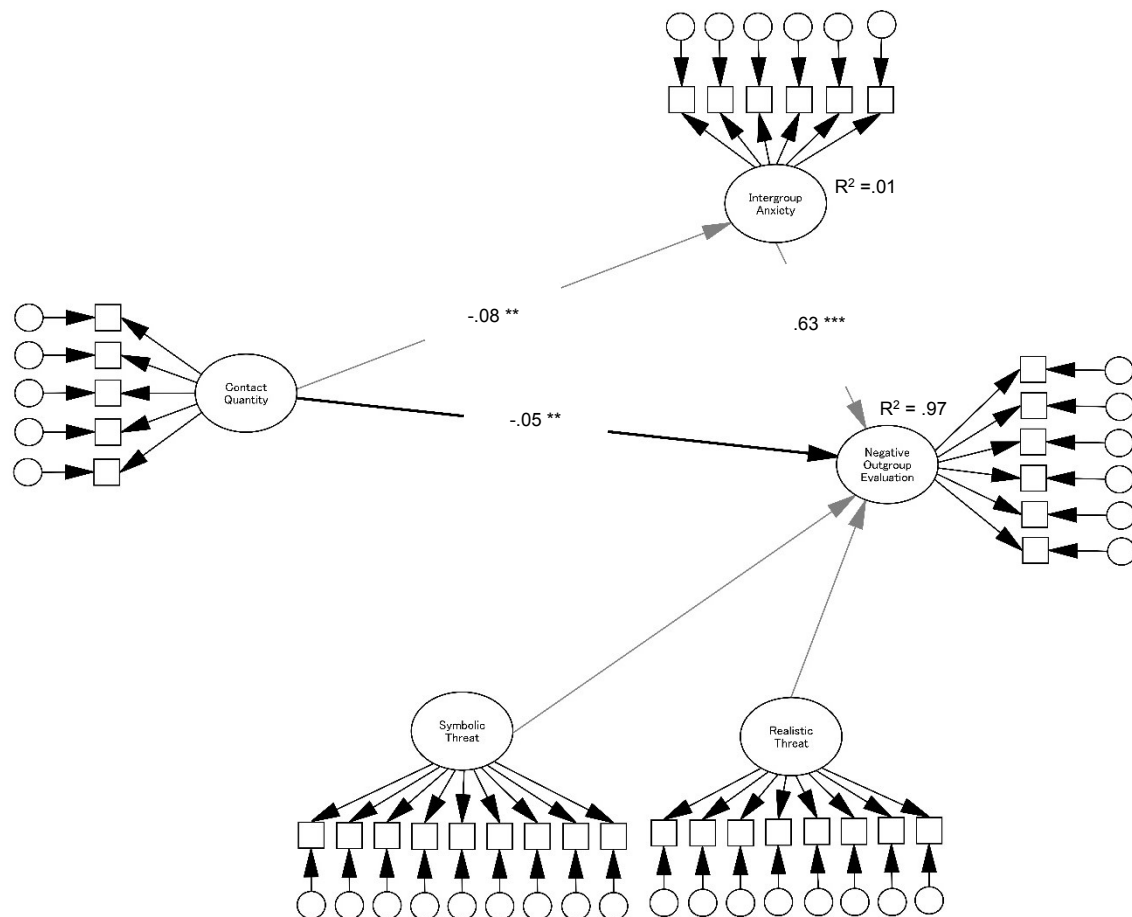 R² =.01
Intergroup
Anxiety
-.08 **
.63 ***
Contact
Quantity
-.05 **
R² = .97
Negative
Outgroup
Evaluation
Symbolic
Threat
Realistic
Threat